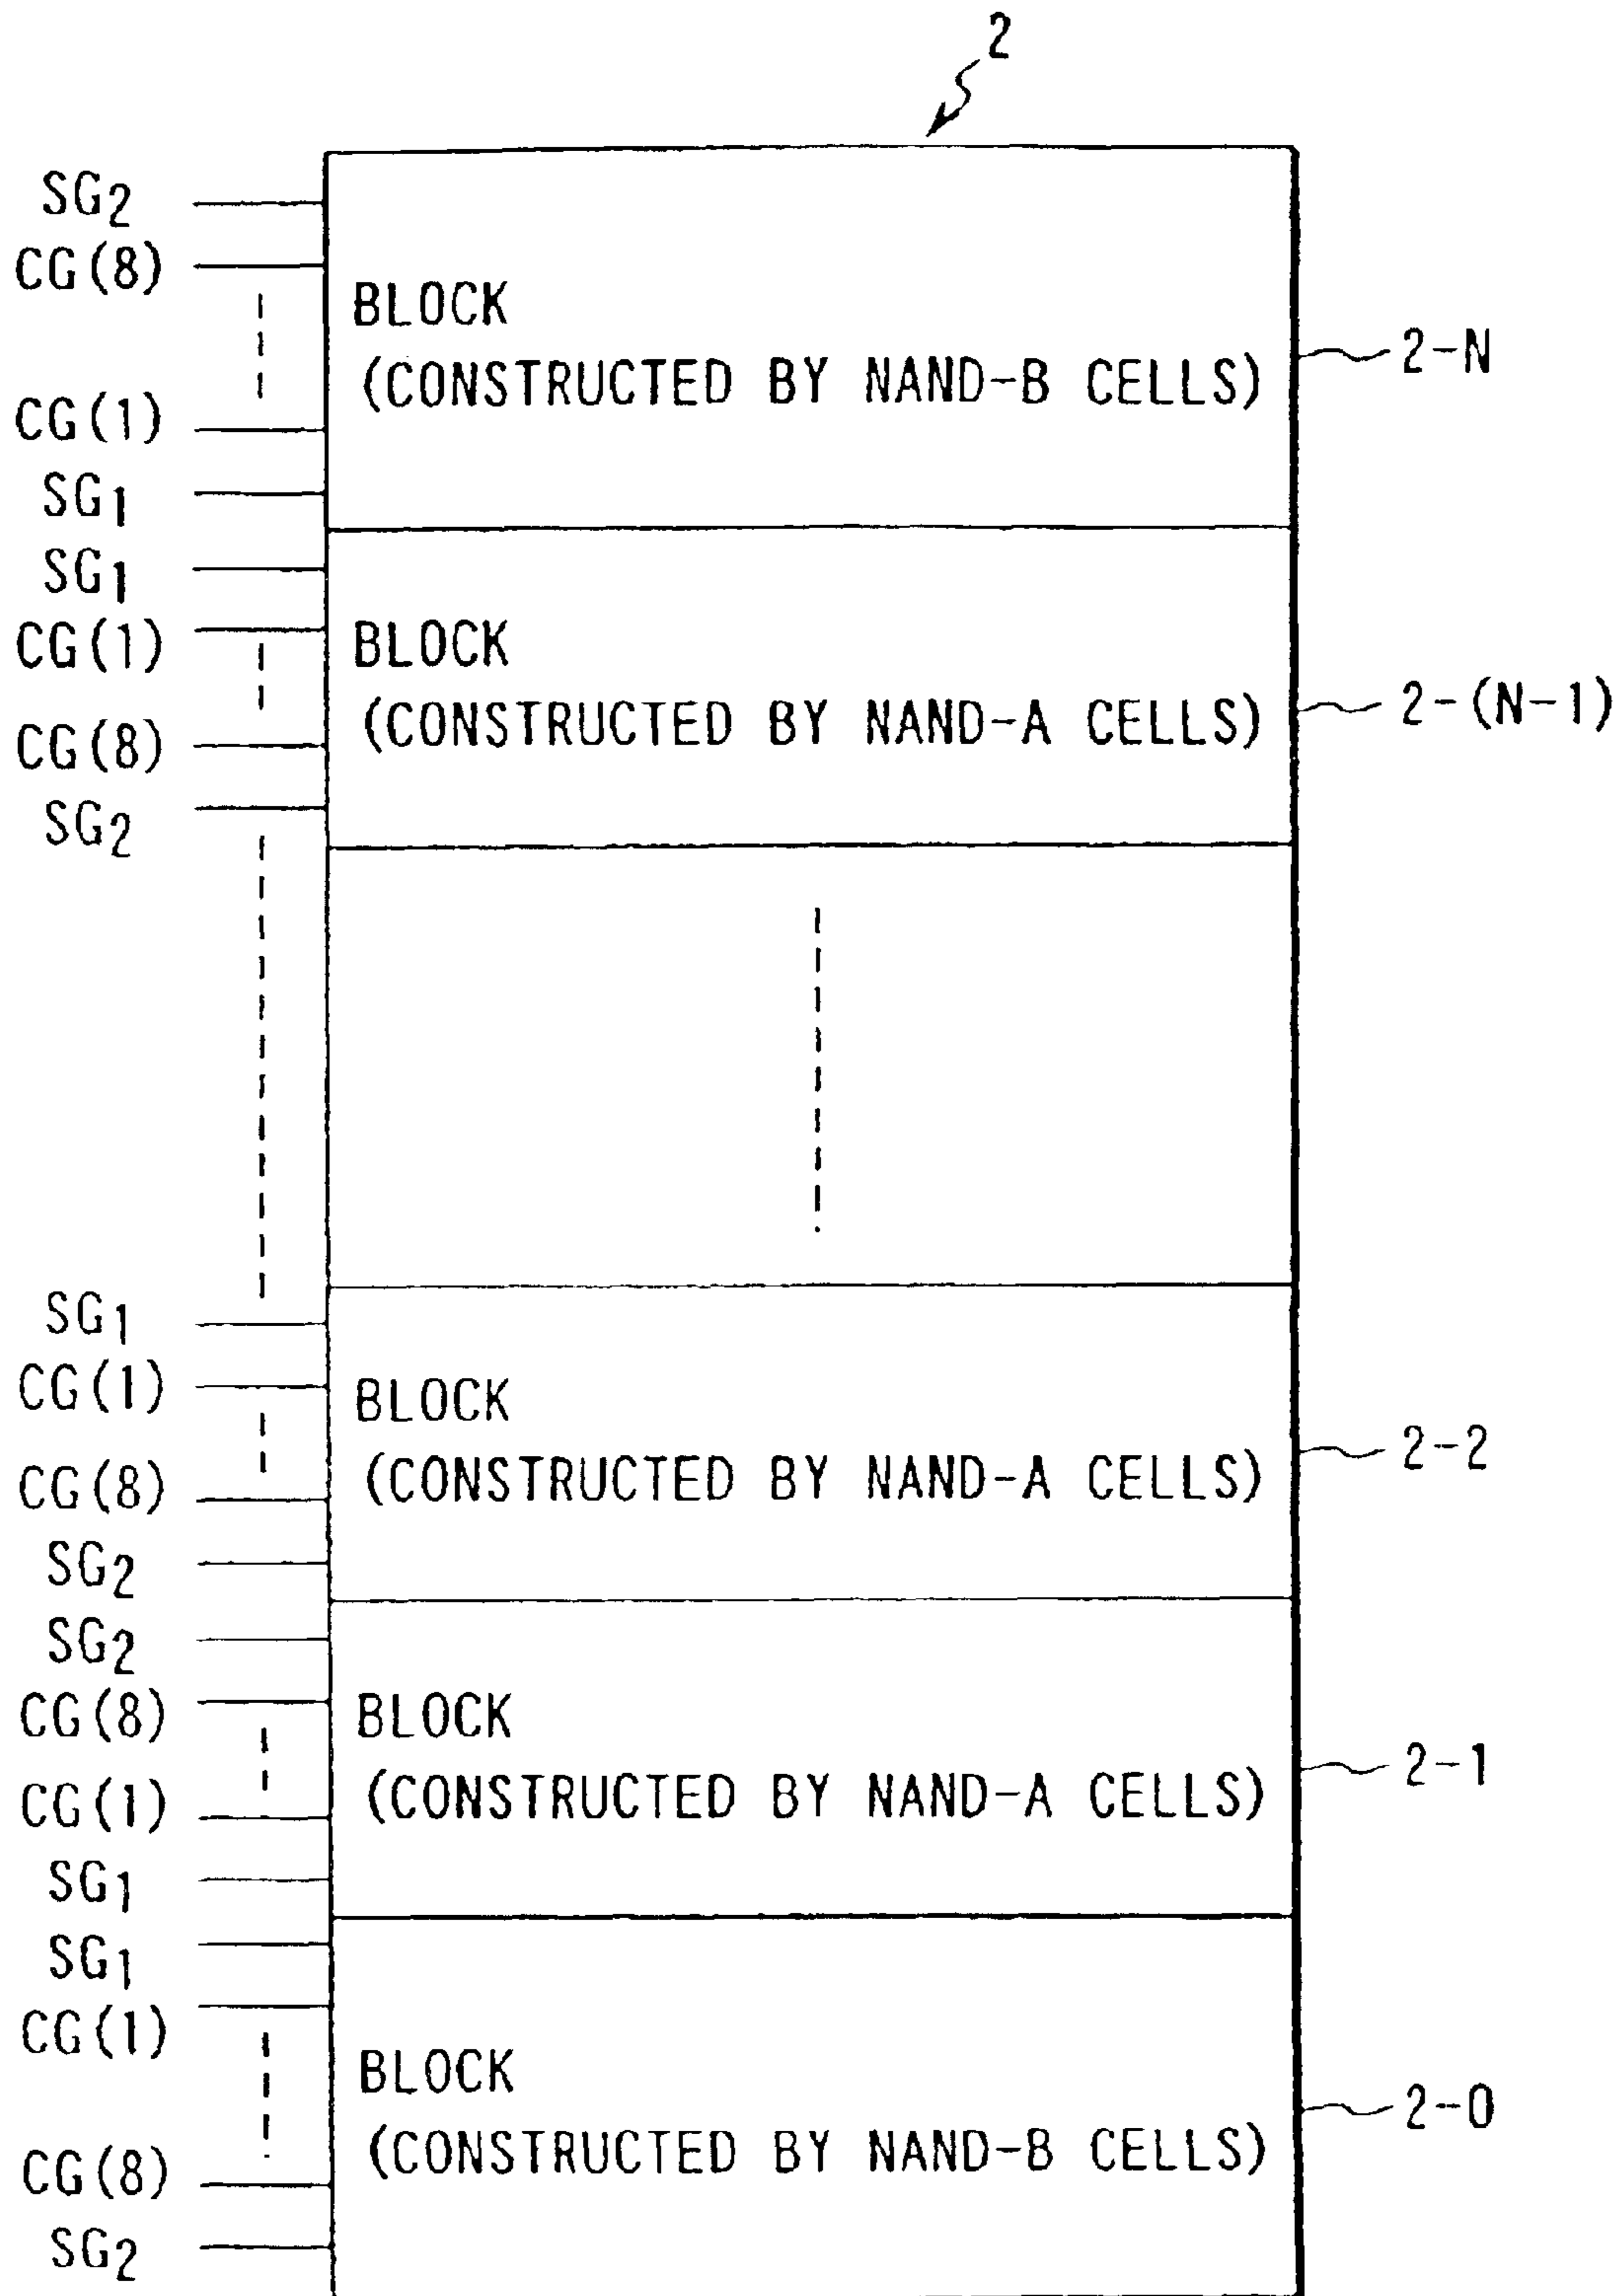 2
SG2
CG(8)
BLOCK
(CONSTRUCTED BY NAND-B CELLS)
2-N
CG(1)
SG1
SG1
CG(1)
BLOCK
(CONSTRUCTED BY NAND-A CELLS)
2-(N-1)
CG(8)
SG2
SG1
CG(1)
BLOCK
(CONSTRUCTED BY NAND-A CELLS)
2-2
CG(8)
SG2
SG2
CG(8)
BLOCK
(CONSTRUCTED BY NAND-A CELLS)
2-1
CG(1)
SG1
SG1
CG(1)
BLOCK
(CONSTRUCTED BY NAND-B CELLS)
2-0
CG(8)
SG2